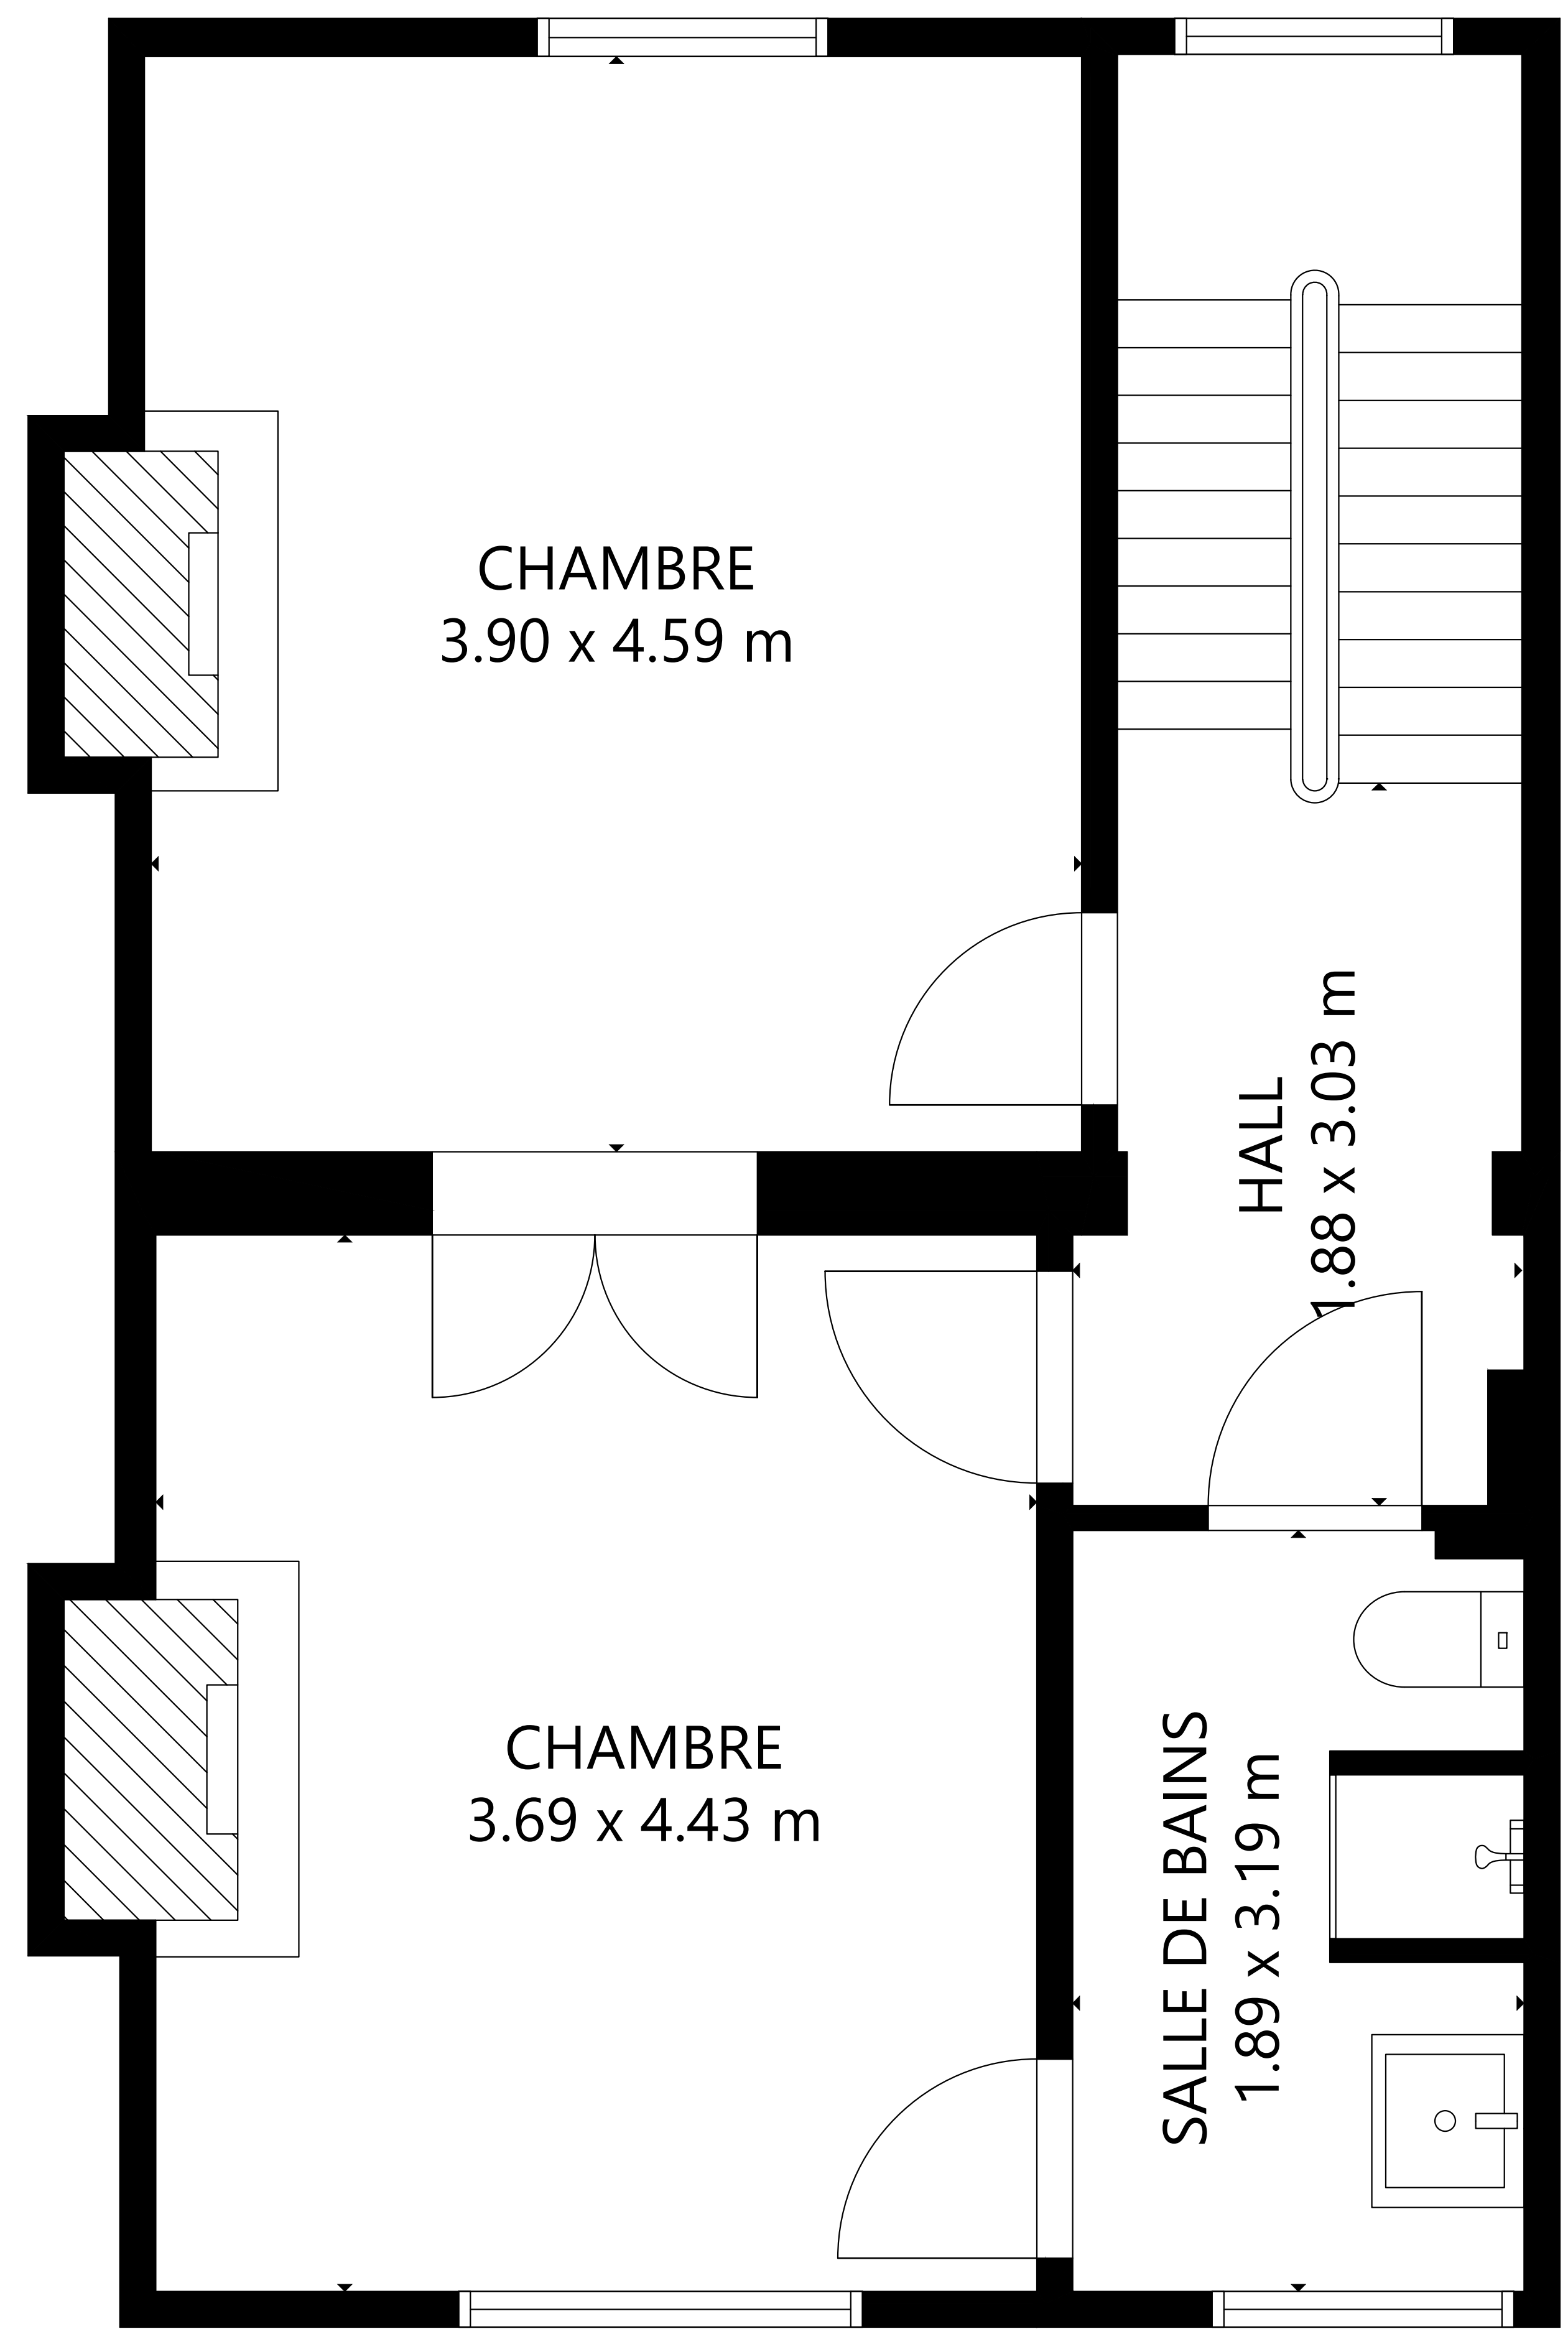 CHAMBRE
3.90 x 4.59 m
HALL
1.88 x 3.03 m
CHAMBRE
3.69 x 4.43 m
SALLE DE BAINS
1.89 x 3.19 m